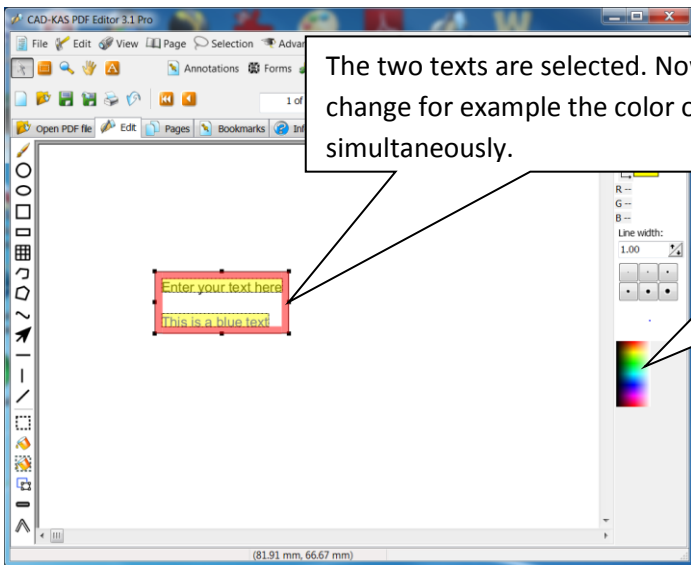 CAD-KAS PDF Editor 3.1 Pro
File Edit View Page Selection
Annotations Forms
1 of
Open PDF file Edit Pages Bookmarks
The two texts are selected.
change for example the color
simultaneously.
R --
G --
B --
Line width:
1.00
Enter your text here
This is a blue text
(81.91 mm, 66.67 mm)